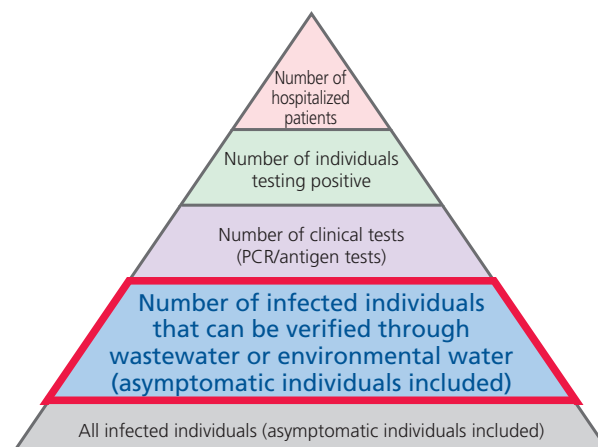 Number of
hospitalized
patients
Number of individuals
testing positive
Number of clinical tests
(PCR/antigen tests)
Number of infected individuals
that can be verified through
wastewater or environmental water
(asymptomatic individuals included)
All infected individuals (asymptomatic individuals included)